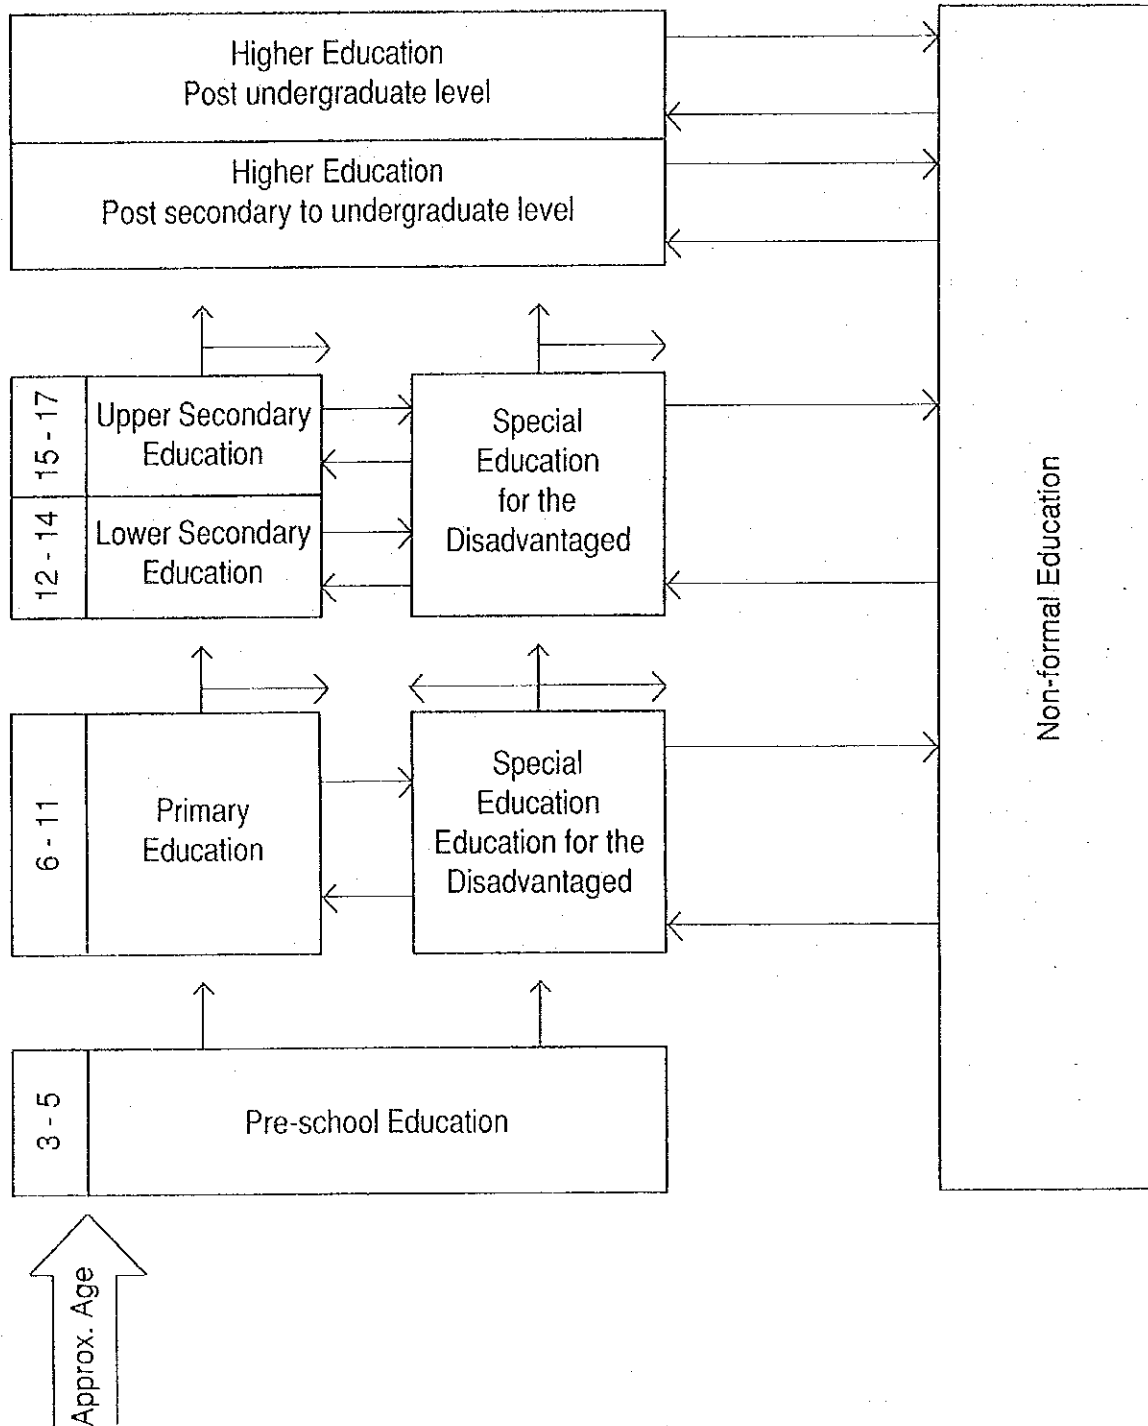 Higher Education
Post undergraduate level
Higher Education
Post secondary to undergraduate level
15 - 17
Upper Secondary
Education
12 - 14
Lower Secondary
Education
Special
Education
for the
Disadvantaged
6 - 11
Primary
Education
Special
Education
Education for the
Disadvantaged
3 - 5
Pre-school Education
Approx. Age
Non-formal Education